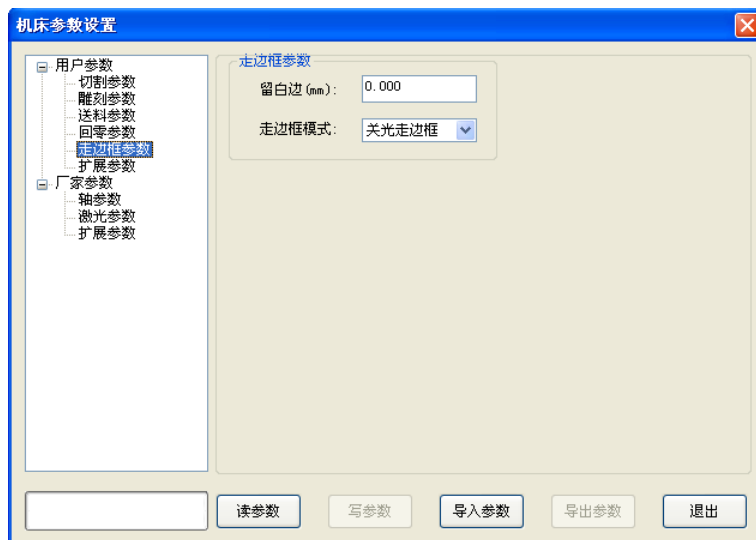 机床参数设置
用户参数
切割参数
雕刻参数
送料参数
回零参数
走边框参数
扩展参数
厂家参数
轴参数
激光参数
扩展参数
走边框参数
留白边(mm):
0.000
走边框模式:
关光走边框
读参数
写参数
导入参数
导出参数
退出